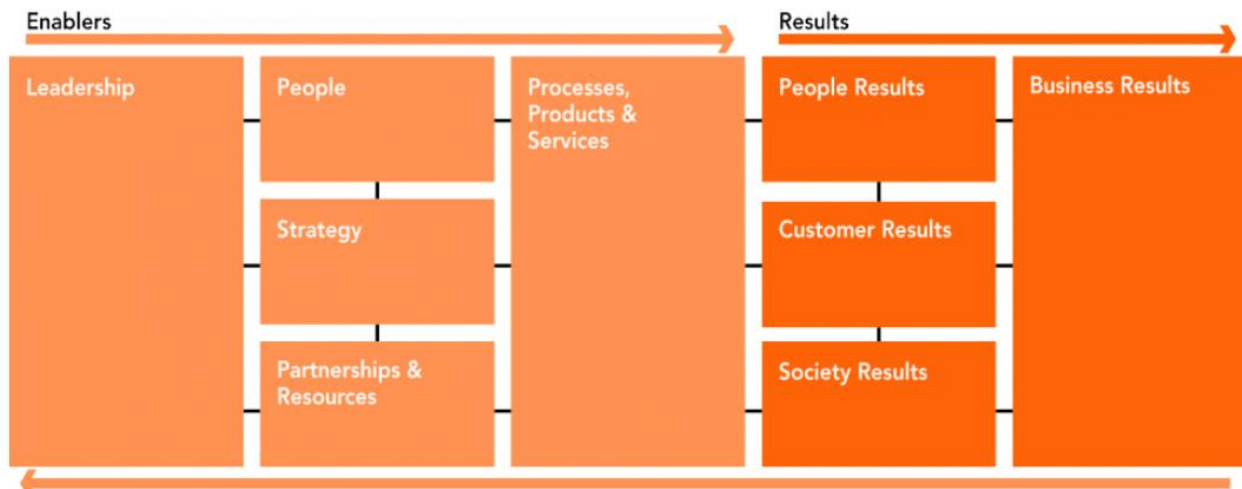 Enablers
Results
Leadership
People
Processes,
Products &
Services
People Results
Business Results
Strategy
Customer Results
Partnerships &
Resources
Society Results